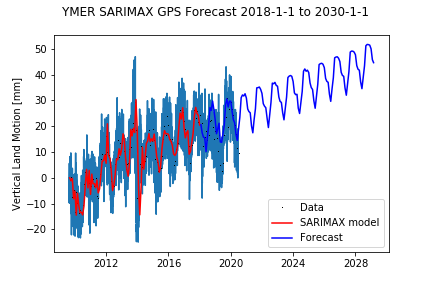 YMER SARIMAX GPS Forecast 2018-1-1 to 2030-1-1
Vertical Land Motion [mm]
50
40
30
20
10
0
−10
−20
2012
2016
2020
2024
2028
Data
SARIMAX model
Forecast